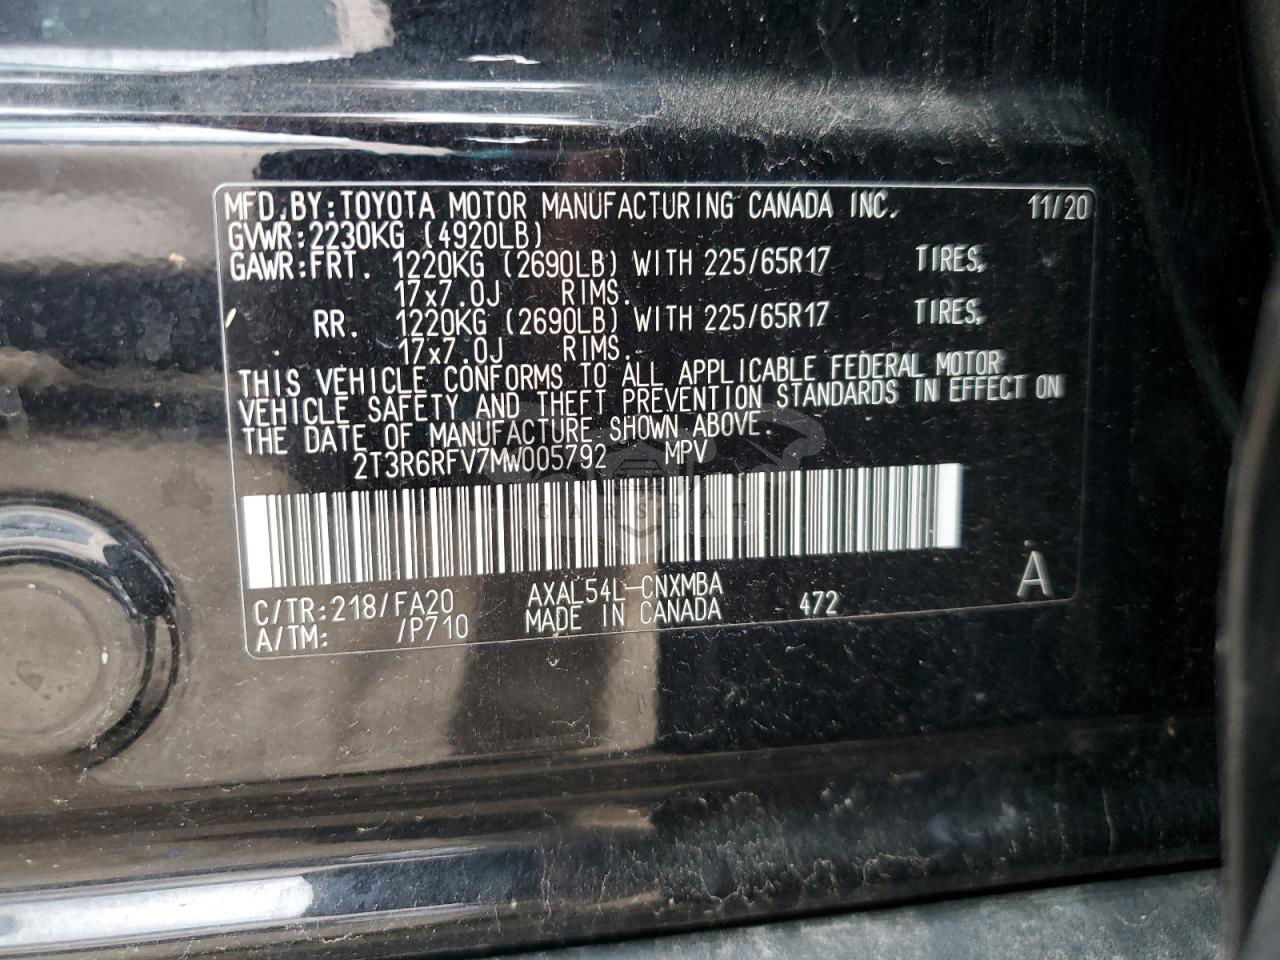 MFD.BY:TOYOTA MOTOR MANUFACTURING CANADA INC. 11/20
GVWR:2230KG (4920LB)
GAWR:FRT. 1220KG (2690LB) WITH 225/65R17 TIRES,
17x7.0J RIMS.
RR. 1220KG (2690LB) WITH 225/65R17 TIRES,
17x7.0J RIMS.
THIS VEHICLE CONFORMS TO ALL APPLICABLE FEDERAL MOTOR
VEHICLE SAFETY AND THEFT PREVENTION STANDARDS IN EFFECT ON
THE DATE OF MANUFACTURE SHOWN ABOVE.
2T3R6RFV7MW005792 MPV
CARSBAT
C/TR:218/FA20 AXAL54L-CNXMBA 472 A
A/TM: /P710 MADE IN CANADA